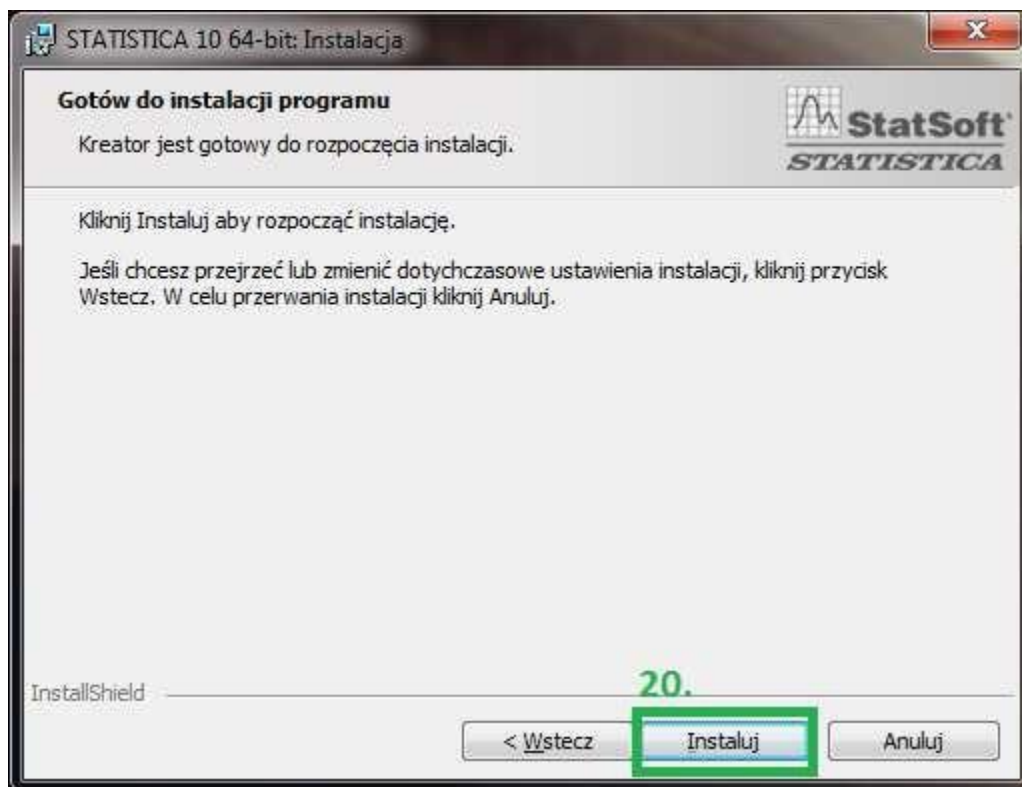 STATISTICA 10 64-bit: Instalacja
Gotów do instalacji programu
Kreator jest gotowy do rozpoczęcia instalacji.
StatSoft
STATISTICA
Kliknij Instaluj aby rozpocząć instalację.
Jeśli chcesz przejrzeć lub zmienić dotychczasowe ustawienia instalacji, kliknij przycisk
Wstecz. W celu przerwania instalacji kliknij Anuluj.
InstallShield
20.
< Wstecz
Instaluj
Anuluj